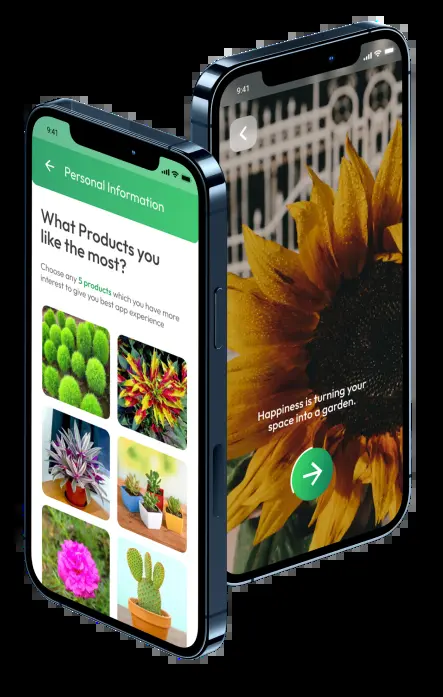 9:41
Personal Information
What Products you
like the most?
Choose any 5 products which you have more
interest to give you best app experience
9:41
Happiness is turning your
space into a garden.